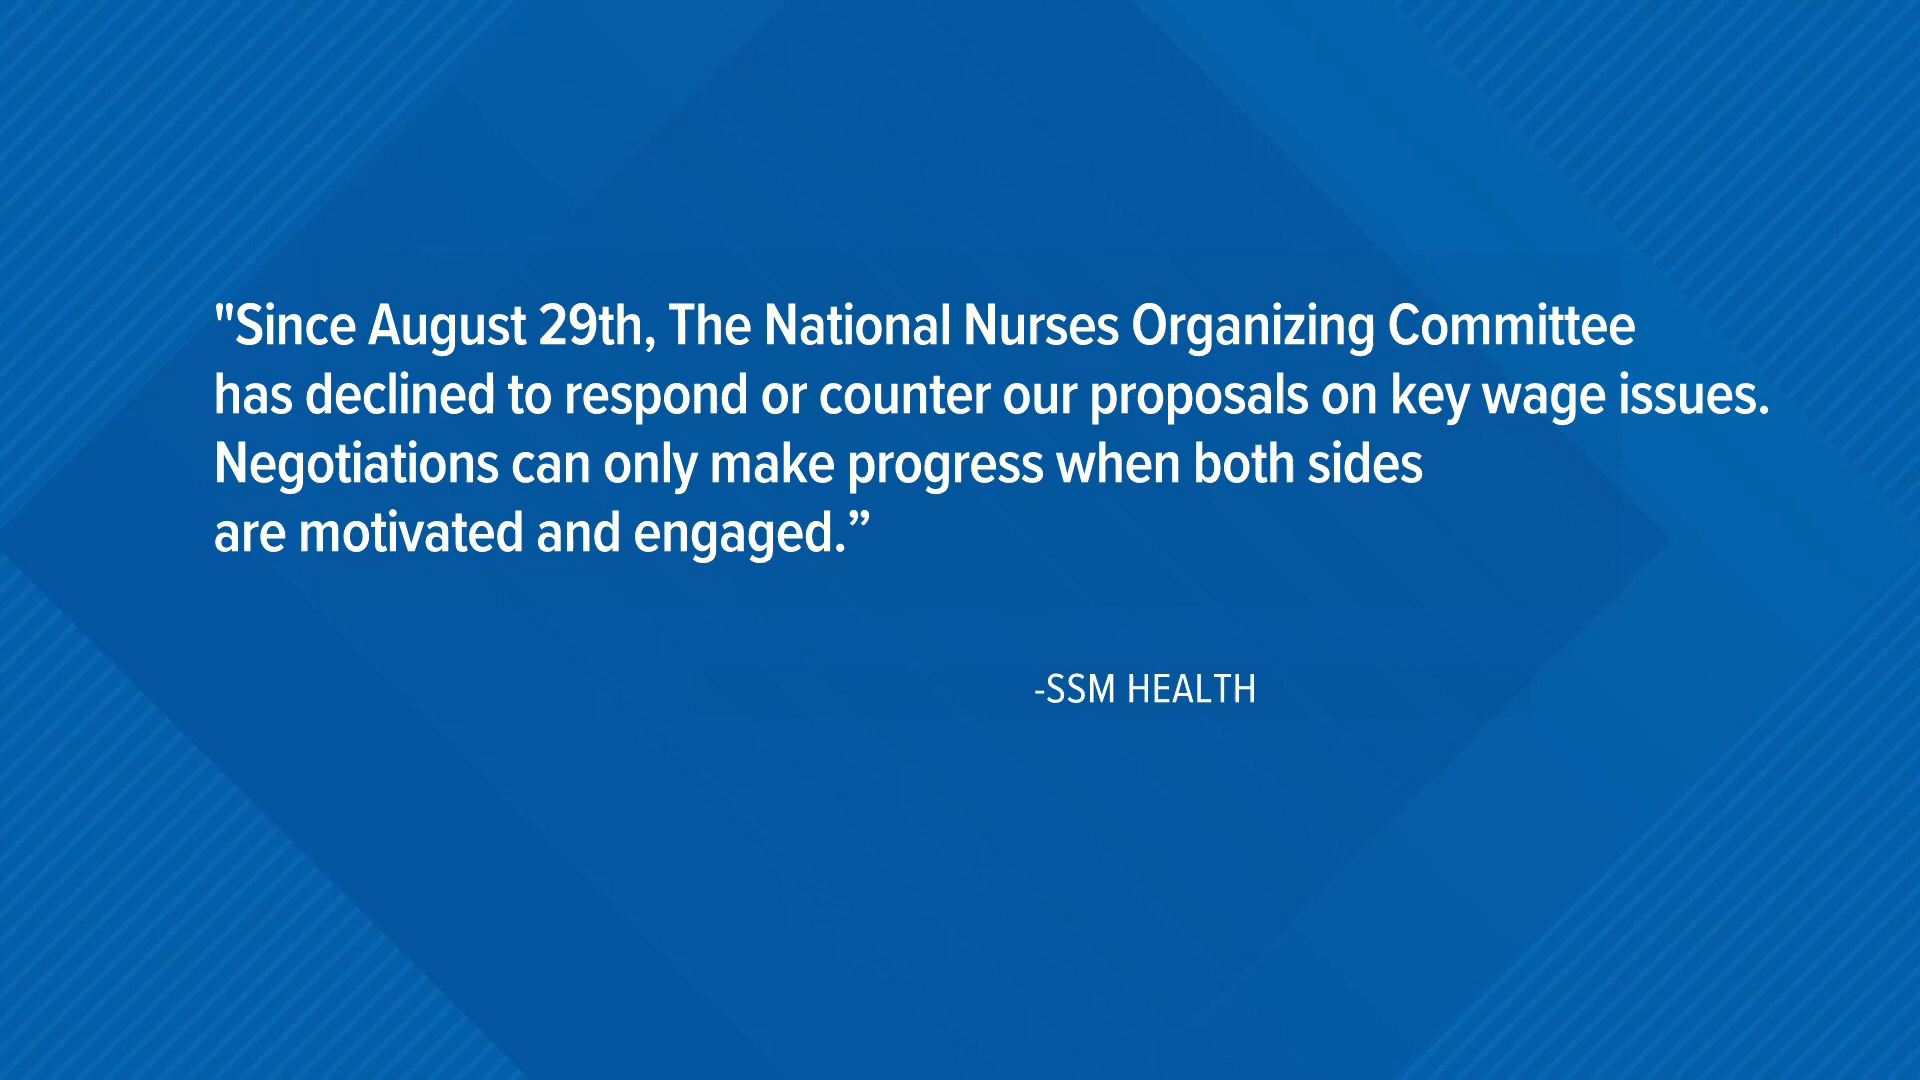 "Since August 29th, The National Nurses Organizing Committee
has declined to respond or counter our proposals on key wage issues.
Negotiations can only make progress when both sides
are motivated and engaged.”
-SSM HEALTH